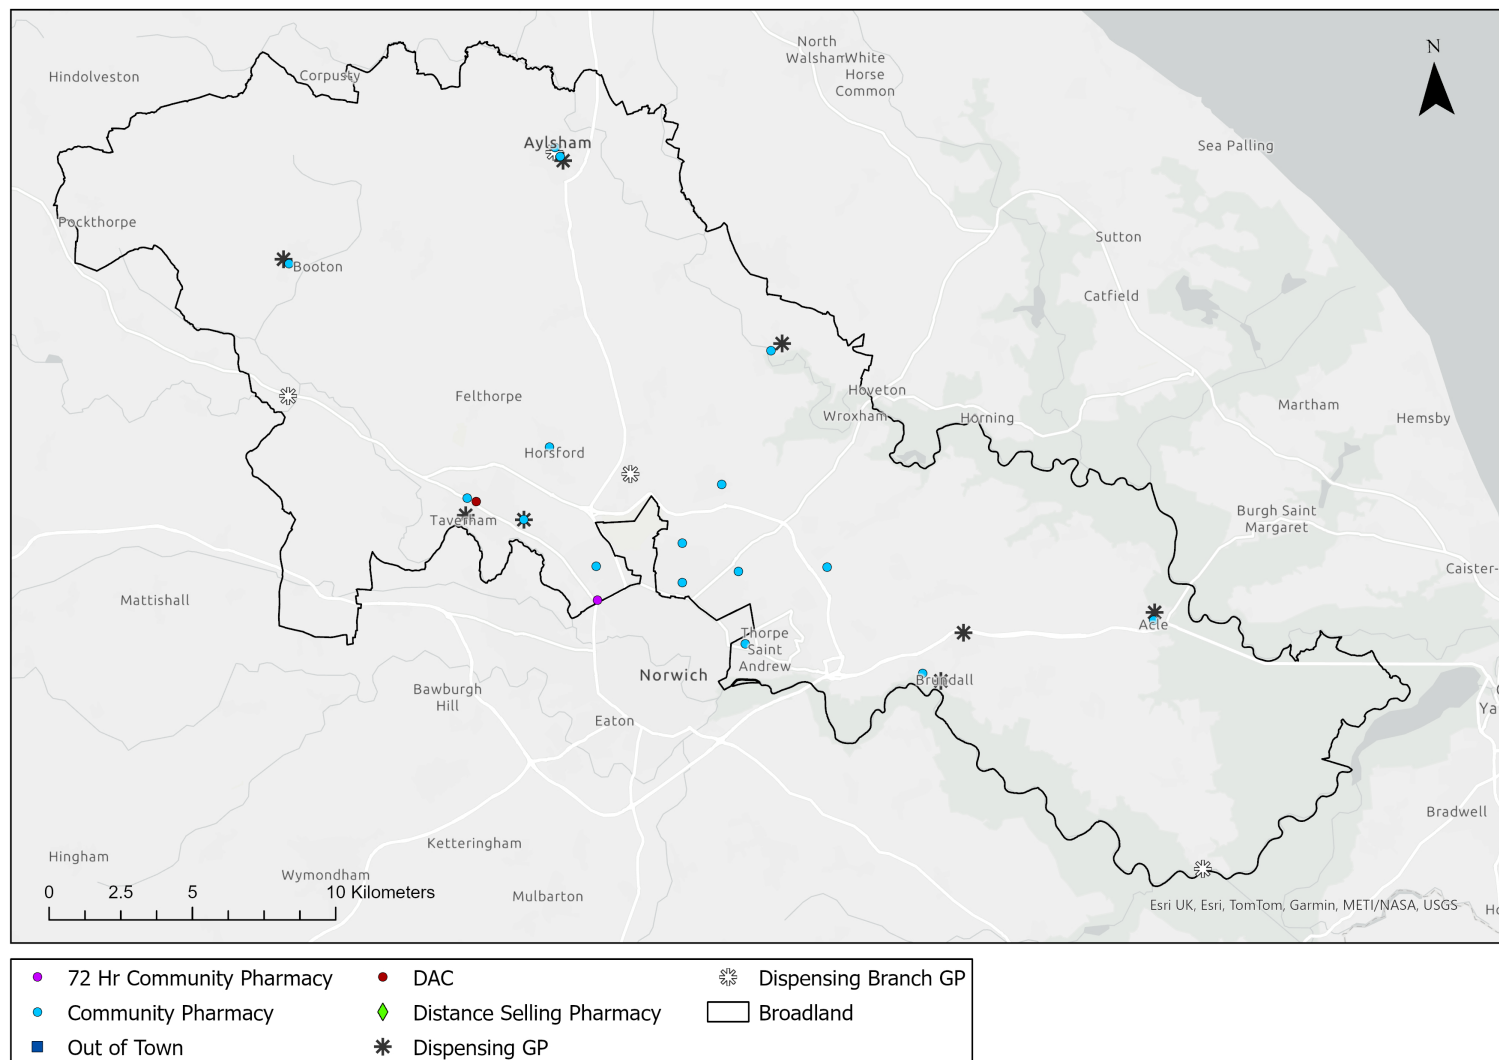 North
Walsham
White
Horse
Common
N
Hindolveston
Corpusty
Aylsham
Sea Palling
Pockthorpe
Sutton
Booton
Catfield
Felthorpe
Hoveton
Wroxham
Horning
Martham
Hemsby
Horsford
Taverham
Burgh Saint
Margaret
Caister-
Mattishall
Acle
Thorpe
Saint
Andrew
Norwich
Brundall
Bawburgh
Hill
Eaton
Ya
Bradwell
Ketteringham
Hingham
Wymondham
Mulbarton
0 2.5 5 10 Kilometers
Esri UK, Esri, TomTom, Garmin, METI/NASA, USGS
Ho
72 Hr Community Pharmacy
DAC
Dispensing Branch GP
Community Pharmacy
Distance Selling Pharmacy
Broadland
Out of Town
Dispensing GP